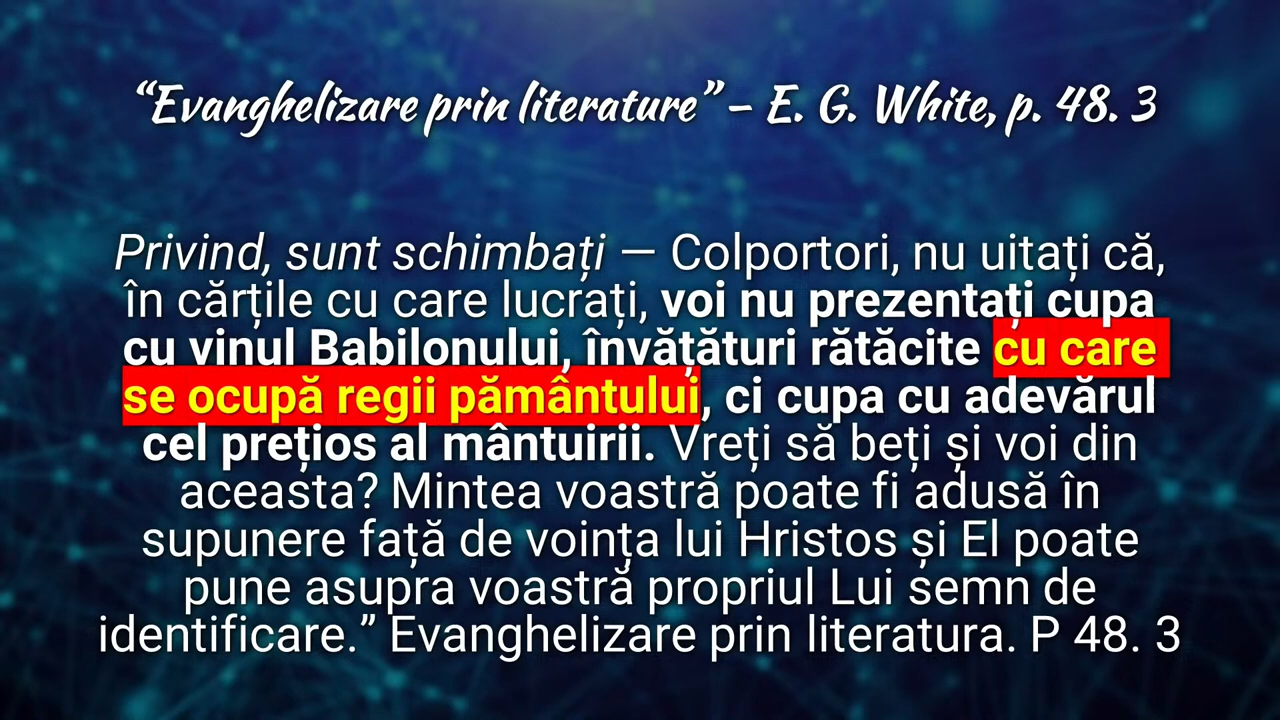 “Evanghelizare prin literature” – E. G. White, p. 48. 3
Privind, sunt schimbați — Colportori, nu uitați că,
în cărțile cu care lucrați, voi nu prezentați cupa
cu vinul Babilonului, învățături rătăcite cu care
se ocupă regii pământului, ci cupa cu adevărul
cel prețios al mântuirii. Vreți să beți și voi din
aceasta? Mintea voastră poate fi adusă în
supunere față de voința lui Hristos și El poate
pune asupra voastră propriul Lui semn de
identificare.” Evanghelizare prin literatura. P 48. 3